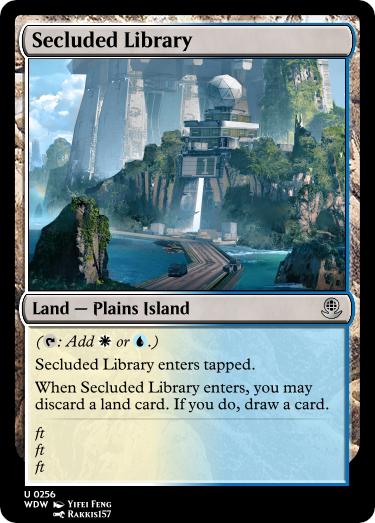 Secluded Library
Land — Plains Island
(T: Add W or U.)
Secluded Library enters tapped.
When Secluded Library enters, you may
discard a land card. If you do, draw a card.
ft
ft
ft
U 0256
WDW Yifei Feng
Rakkis157